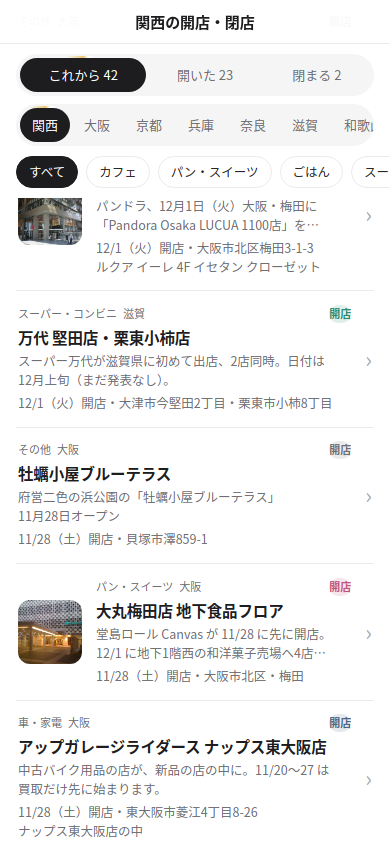 関西の開店・閉店
これから 42
開いた 23
閉まる 2
関西
大阪
京都
兵庫
奈良
滋賀
すべて
カフェ
パン・スイーツ
ごはん
パンドラ、12月1日（火）大阪・梅田に
「Pandora Osaka LUCUA 1100店」を…
12/1（火）開店・大阪市北区梅田3-1-3
ルクア イーレ 4F イセタン クローゼット
スーパー・コンビニ 滋賀
開店
万代 堅田店・栗東小柿店
スーパー万代が滋賀県に初めて出店、2店同時。日付は
12月上旬（まだ発表なし）。
12/1（火）開店・大津市今堅田2丁目・栗東市小柿8丁目
その他 大阪
開店
牡蠣小屋ブルーテラス
府営二色の浜公園の「牡蠣小屋ブルーテラス」
11月28日オープン
11/28（土）開店・貝塚市澤859-1
パン・スイーツ 大阪
開店
大丸梅田店 地下食品フロア
堂島ロール Canvas が 11/28 に先に開店。
12/1 に地下1階西の和洋菓子売場へ4店…
11/28（土）開店・大阪市北区・梅田
車・家電 大阪
開店
アップガレージライダース ナップス東大阪店
中古バイク用品の店が、新品の店の中に。11/20〜27 は
買取だけ先に始まります。
11/28（土）開店・東大阪市菱江4丁目8-26
ナップス東大阪店の中